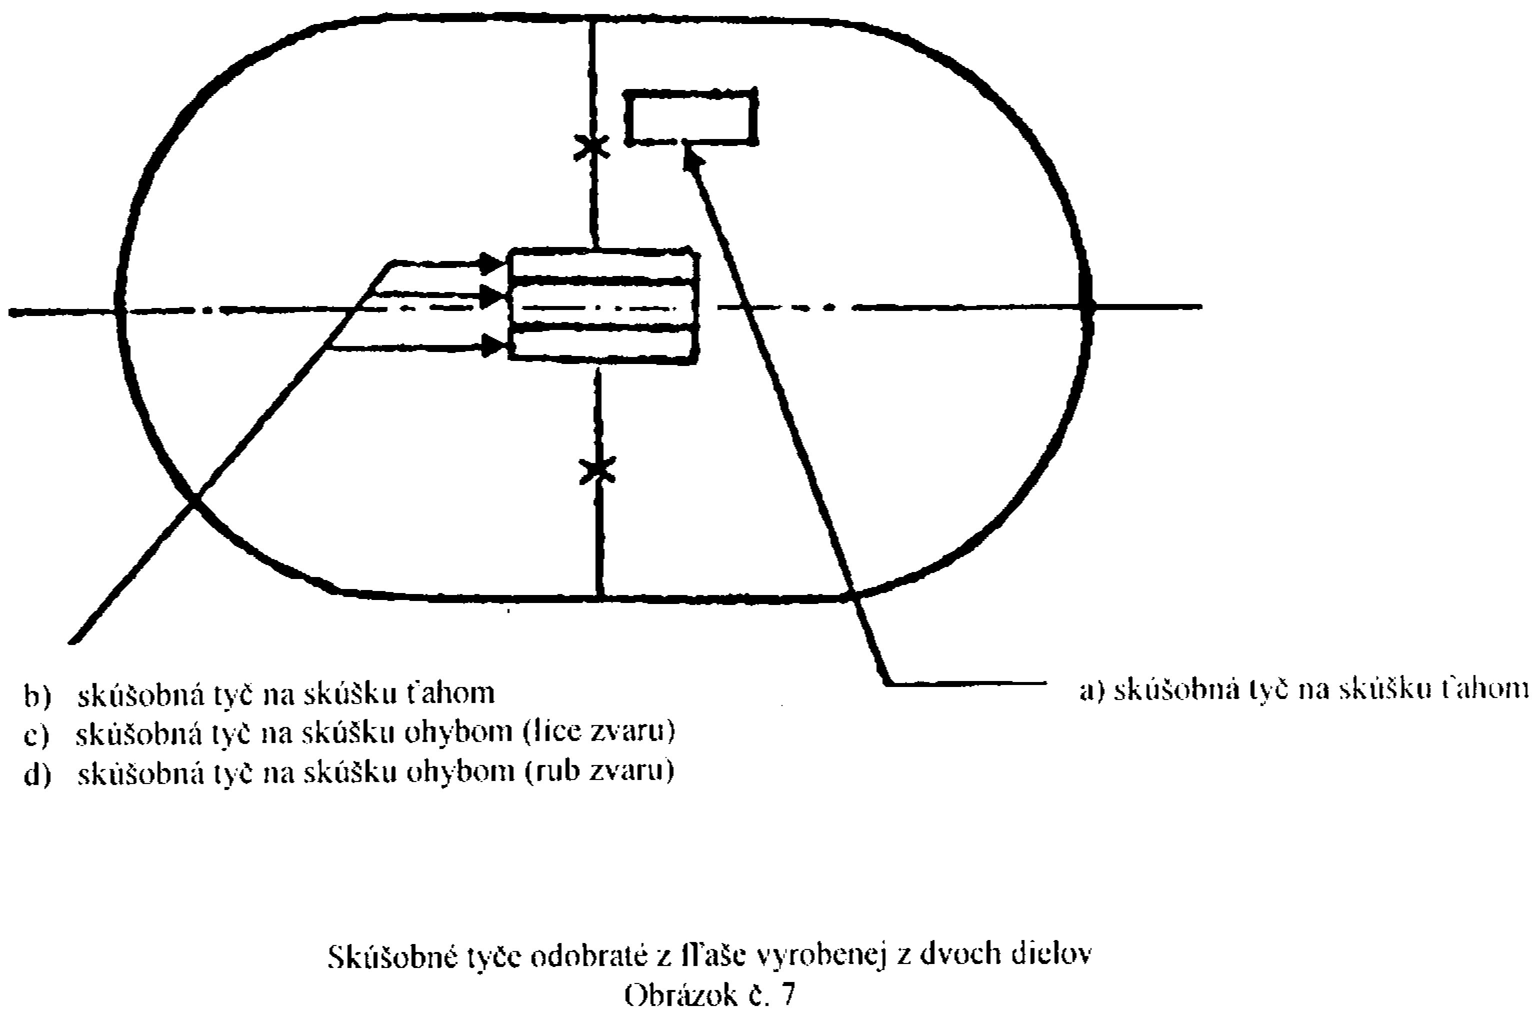 b) skúšobná tyč na skúšku ťahom
c) skúšobná tyč na skúšku ohybom (líce zvaru)
d) skúšobná tyč na skúšku ohybom (rub zvaru)
a) skúšobná tyč na skúšku ťahom
Skúšobné tyče odobraté z fľaše vyrobenej z dvoch dielov
Obrázok č. 7